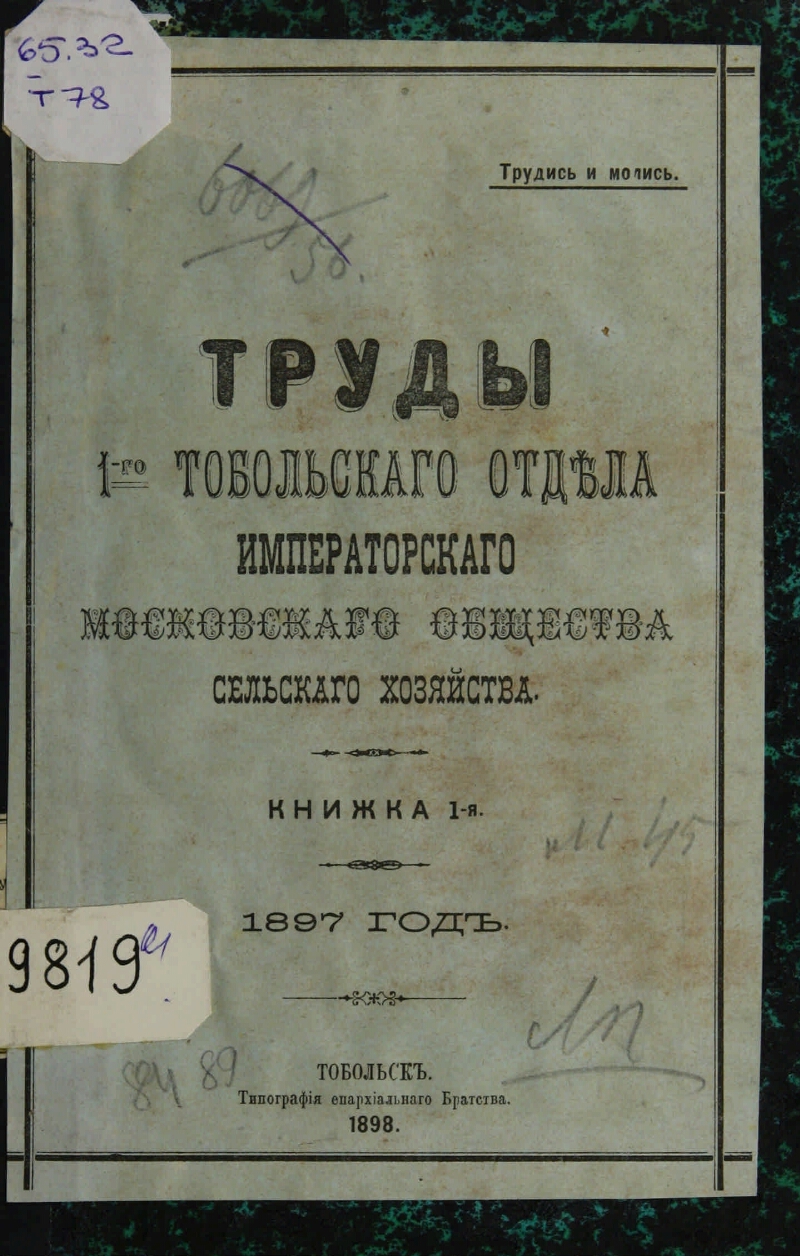 65.32
Т 78
Трудись и молись.
ТРУДЫ
1-го ТОБОЛЬСКАГО ОТДѢЛА
ИМПЕРАТОРСКАГО
МОСКОВСКАГО ОБЩЕСТВА
СЕЛЬСКАГО ХОЗЯЙСТВА.
КНИЖКА 1-я.
1897 ГОДЪ.
9819
ТОБОЛЬСКЪ.
Типографія епархіальнаго Братства.
1898.